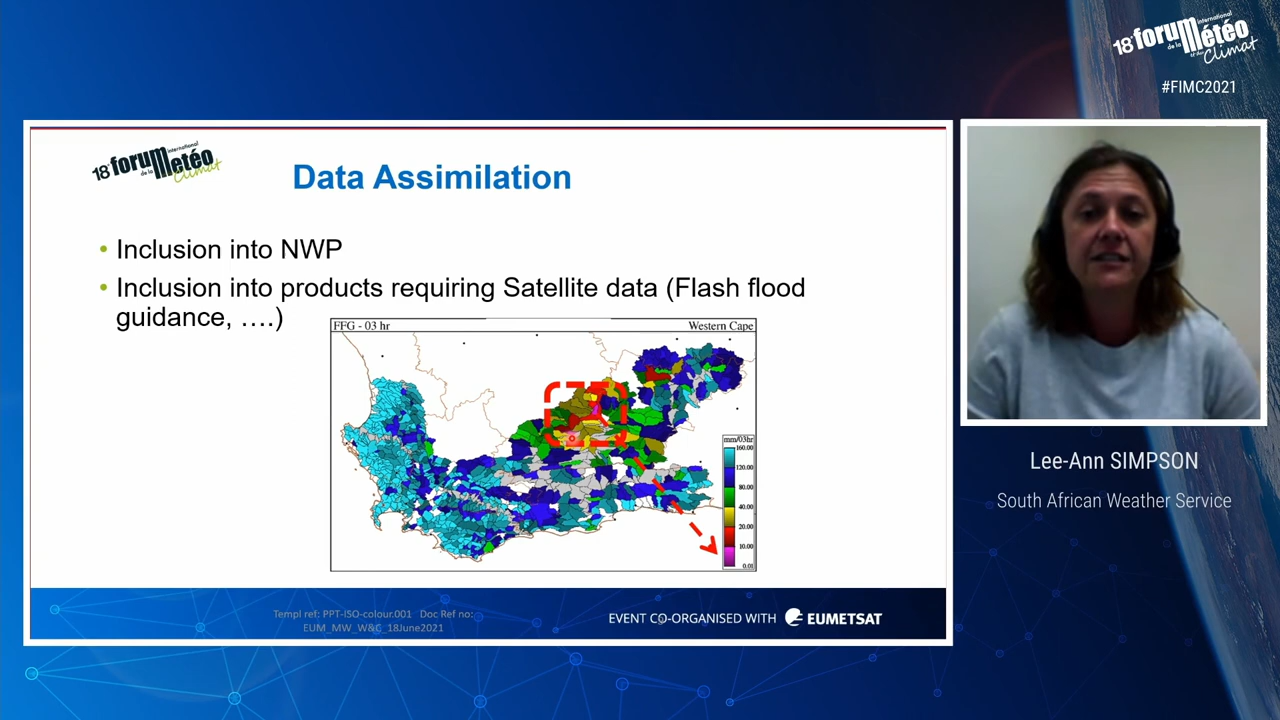 18e forum international de la météo et du Climat
#FIMC2021
18e forum international de la météo Climat
Data Assimilation
• Inclusion into NWP
• Inclusion into products requiring Satellite data (Flash flood
guidance, ….)
FFG - 03 hr
Western Cape
mm/03hr
160.00
120.00
80.00
40.00
20.00
10.00
0.01
Templ ref: PPT-ISO-colour.001 Doc Ref no:
EUM_MW_W&C_18June2021
EVENT CO-ORGANISED WITH EUMETSAT
Lee-Ann SIMPSON
South African Weather Service